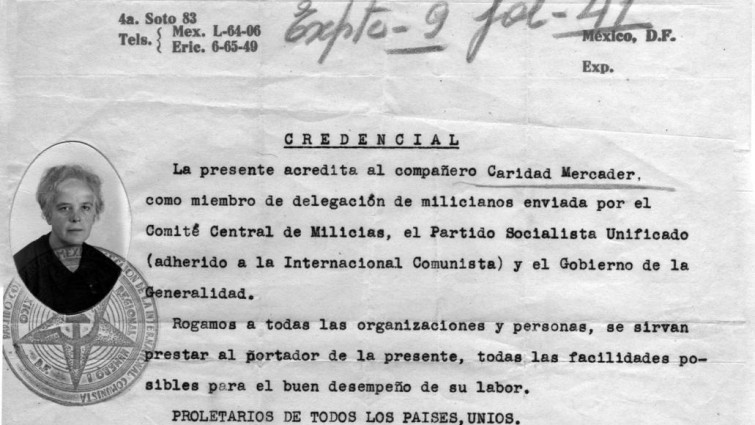 4a. Soto 83
Tels. { Mex. L-64-06
Eric. 6-65-49
Expto-9 fol-41
México, D.F.
Exp.
CREDENCIAL
La presente acredita al compañero Caridad Mercader,
como miembro de delegación de milicianos enviada por el
Comité Central de Milicias, el Partido Socialista Unificado
(adherido a la Internacional Comunista) y el Gobierno de la
Generalidad.
Rogamos a todas las organizaciones y personas, se sirvan
prestar al portador de la presente, todas las facilidades po-
sibles para el buen desempeño de su labor.
PROLETARIOS DE TODOS LOS PAISES,UNIOS.